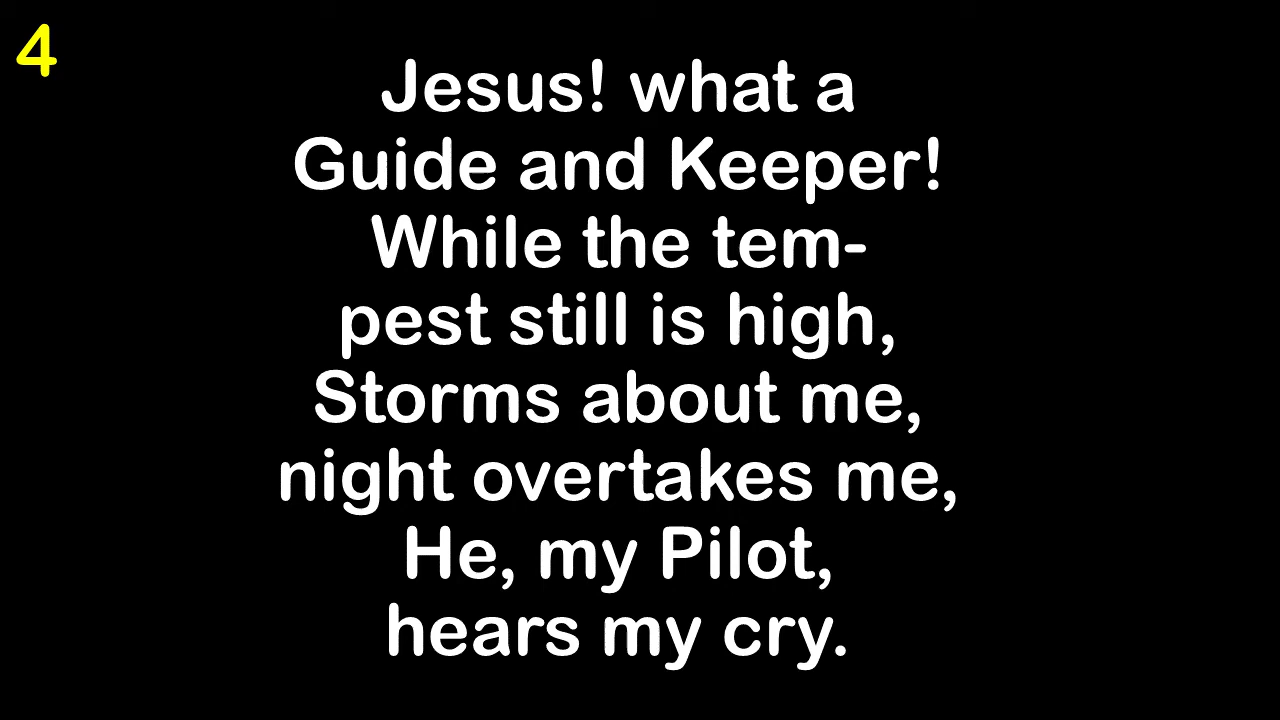 4
Jesus! what a
Guide and Keeper!
While the tem-
pest still is high,
Storms about me,
night overtakes me,
He, my Pilot,
hears my cry.